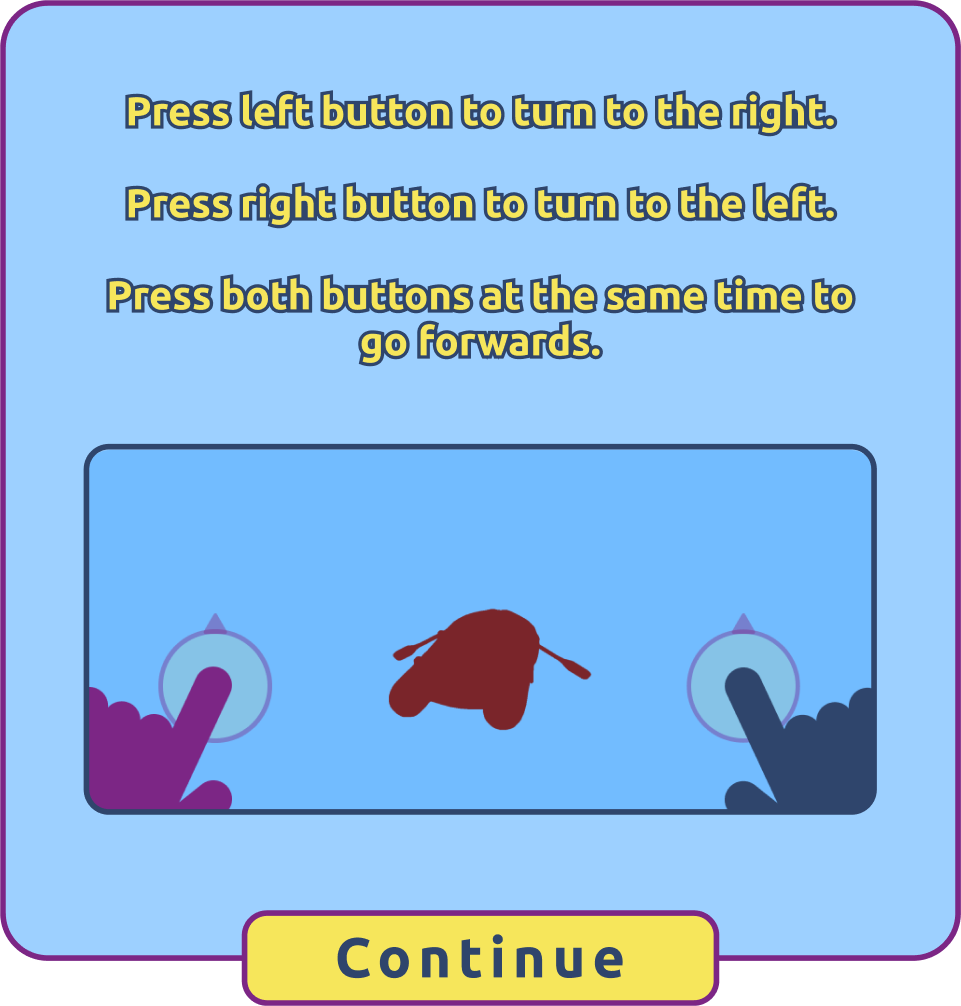 Press left button to turn to the right.
Press right button to turn to the left.
Press both buttons at the same time to
go forwards.
Continue